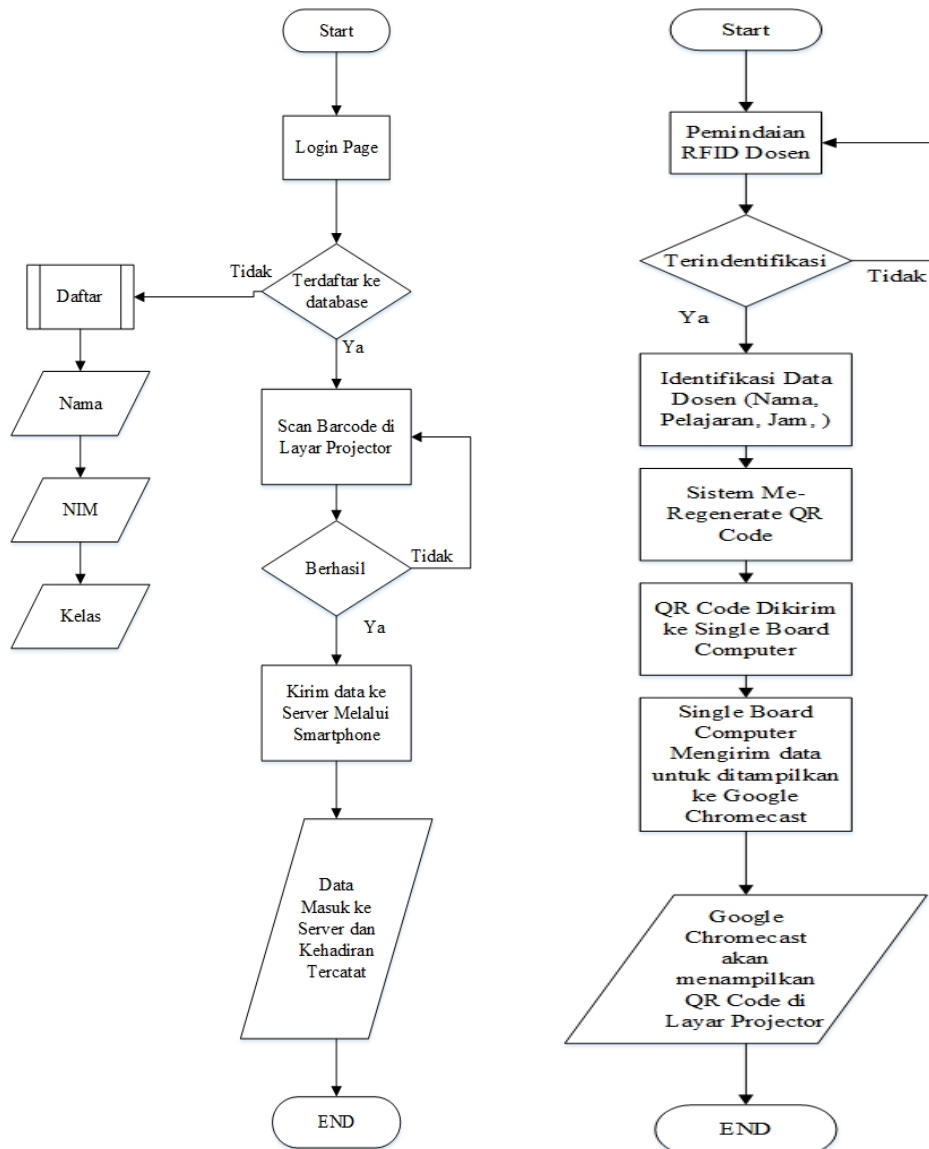 Start
Login Page
Terdaftar ke
database
Tidak
Daftar
Nama
NIM
Kelas
Ya
Scan Barcode di
Layar Projector
Berhasil
Tidak
Ya
Kirim data ke
Server Melalui
Smartphone
Data
Masuk ke
Server dan
Kehadiran
Tercatat
END
Start
Pemindaian
RFID Dosen
Terindentifikasi
Tidak
Ya
Identifikasi Data
Dosen (Nama,
Pelajaran, Jam, )
Sistem Me-
Regenerate QR
Code
QR Code Dikirim
ke Single Board
Computer
Single Board
Computer
Mengirim data
untuk ditampilkan
ke Google
Chromecast
Google
Chromecast
akan
menampilkan
QR Code di
Layar Projector
END